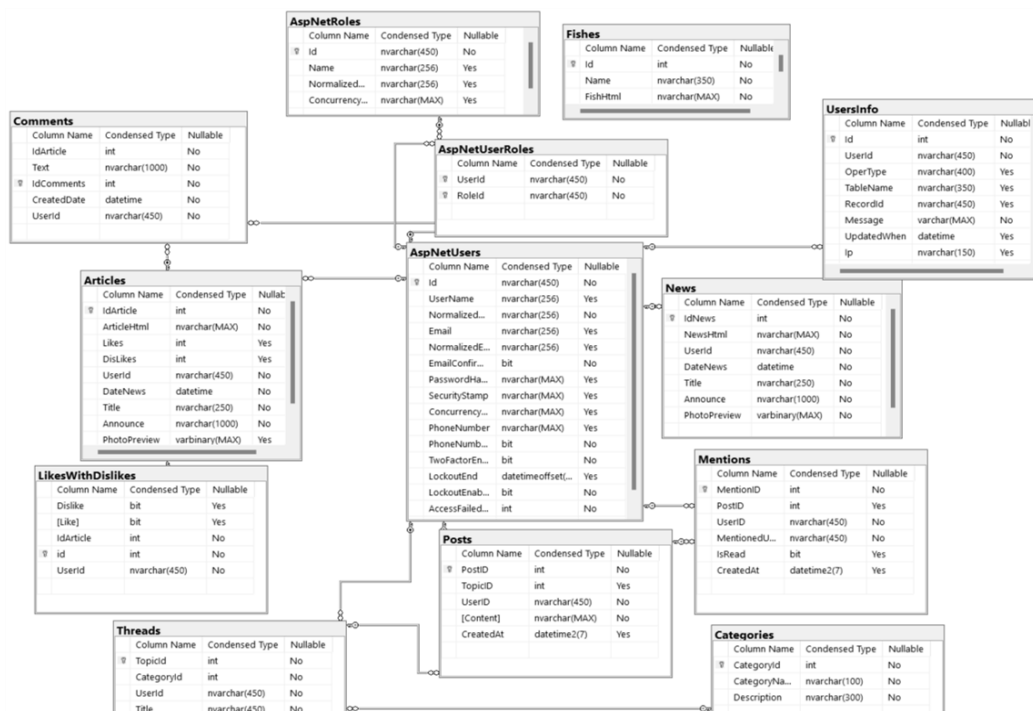 AspNetRoles
Column Name Condensed Type Nullable
Id nvarchar(450) No
Name nvarchar(256) Yes
Normalized... nvarchar(256) Yes
Concurrency... nvarchar(MAX) Yes
Fishes
Column Name Condensed Type Nullable
Id int No
Name nvarchar(350) No
FishHtml nvarchar(MAX) No
Comments
Column Name Condensed Type Nullable
IdArticle int No
Text nvarchar(1000) No
IdComments int No
CreatedDate datetime No
UserId nvarchar(450) No
AspNetUserRoles
Column Name Condensed Type Nullable
UserId nvarchar(450) No
RoleId nvarchar(450) No
UsersInfo
Column Name Condensed Type Nullable
Id int No
UserId nvarchar(450) No
OperType nvarchar(400) Yes
TableName nvarchar(350) Yes
RecordId nvarchar(450) Yes
Message varchar(MAX) No
UpdatedWhen datetime Yes
Ip nvarchar(150) Yes
Articles
Column Name Condensed Type Nullab
IdArticle int No
ArticleHtml nvarchar(MAX) No
Likes int Yes
DisLikes int Yes
UserId nvarchar(450) No
DateNews datetime No
Title nvarchar(250) No
Announce nvarchar(1000) No
PhotoPreview varbinary(MAX) Yes
AspNetUsers
Column Name Condensed Type Nullable
Id nvarchar(450) No
UserName nvarchar(256) Yes
Normalized... nvarchar(256) No
Email nvarchar(256) Yes
NormalizedE... nvarchar(256) Yes
EmailConfir... bit No
PasswordHa... nvarchar(MAX) Yes
SecurityStamp nvarchar(MAX) Yes
Concurrency... nvarchar(MAX) Yes
PhoneNumber nvarchar(MAX) Yes
PhoneNumb... bit No
TwoFactorEn... bit No
LockoutEnd datetimeoffset(... Yes
LockoutEnab... bit No
AccessFailed... int No
News
Column Name Condensed Type Nullable
IdNews int No
NewsHtml nvarchar(MAX) No
UserId nvarchar(450) No
DateNews datetime No
Title nvarchar(250) No
Announce nvarchar(1000) No
PhotoPreview varbinary(MAX) No
LikesWithDislikes
Column Name Condensed Type Nullable
Dislike bit Yes
[Like] bit Yes
IdArticle int No
id int No
UserId nvarchar(450) No
Mentions
Column Name Condensed Type Nullable
MentionID int No
PostID int Yes
UserID nvarchar(450) No
MentionedU... nvarchar(450) No
IsRead bit Yes
CreatedAt datetime2(7) Yes
Posts
Column Name Condensed Type Nullable
PostID int No
TopicID int Yes
UserID nvarchar(450) No
[Content] nvarchar(MAX) No
CreatedAt datetime2(7) Yes
Threads
Column Name Condensed Type Nullable
TopicId int No
CategoryId int No
UserId nvarchar(450) No
Title nvarchar(450) No
Categories
Column Name Condensed Type Nullable
CategoryId int No
CategoryNa... nvarchar(100) No
Description nvarchar(300) No